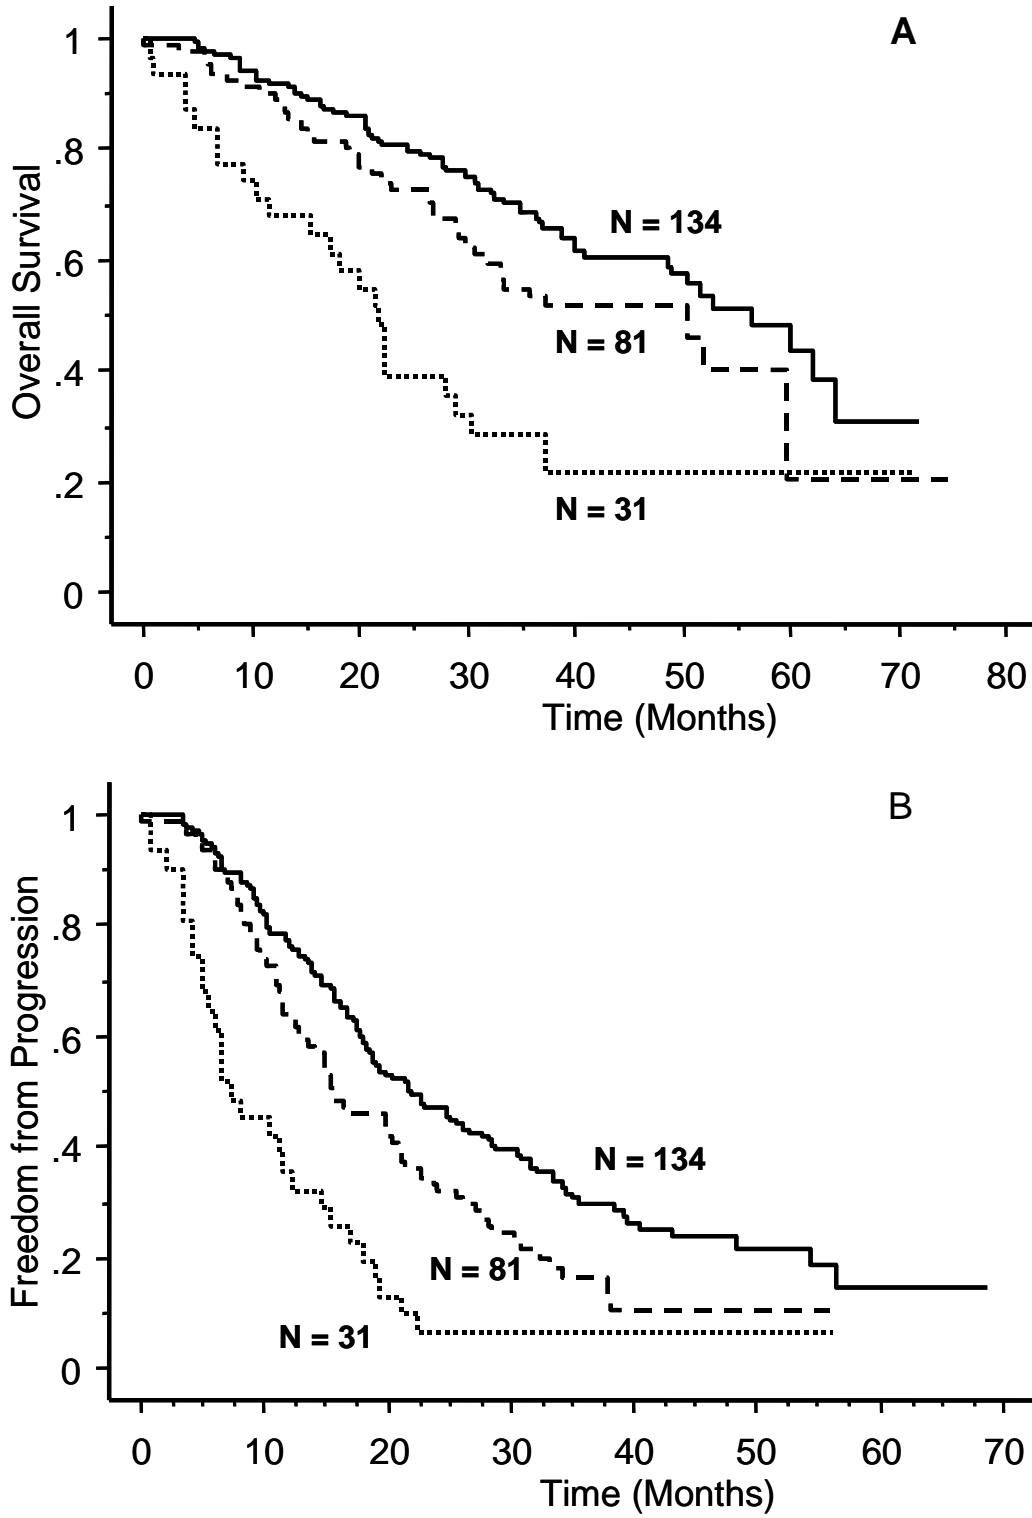 A
1
.8
.6
.4
.2
0
Overall Survival
N = 134
N = 81
N = 31
0 10 20 30 40 50 60 70 80
Time (Months)
B
1
.8
.6
.4
.2
0
Freedom from Progression
N = 134
N = 81
N = 31
0 10 20 30 40 50 60 70
Time (Months)